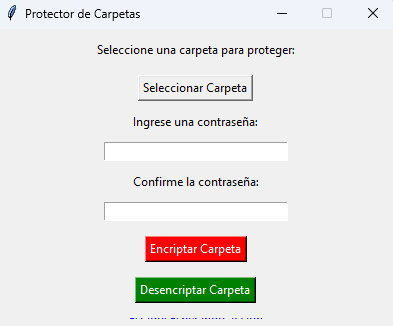 Protector de Carpetas
Seleccione una carpeta para proteger:
Seleccionar Carpeta
Ingrese una contraseña:
Confirme la contraseña:
Encriptar Carpeta
Desencriptar Carpeta